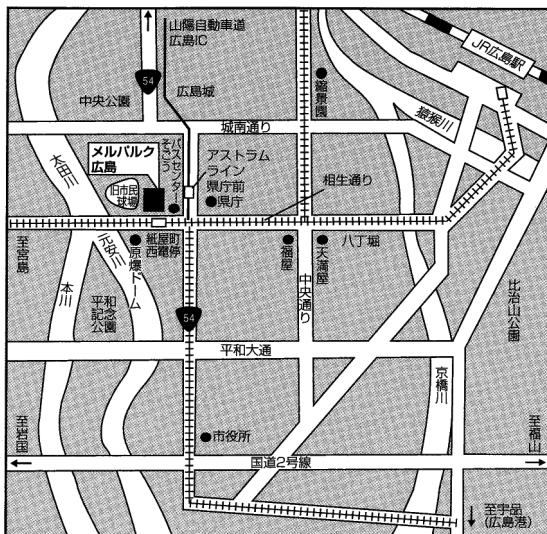 山陽自動車道
広島IC
JR広島駅
54
中央公園
広島城
縮景園
猿猴川
城南通り
太田川
メルパルク
広島
旧市民
球場
バスセンター
そごう
アストラム
ライン
県庁前
県庁
相生通り
至宮島
本川
元安川
原爆ドーム
紙屋町
西電停
福屋
天満屋
八丁堀
中央通り
比治山公園
平和
記念
公園
54
平和大通
京橋川
市役所
至岩国
国道2号線
至福山
至宇品
(広島港)